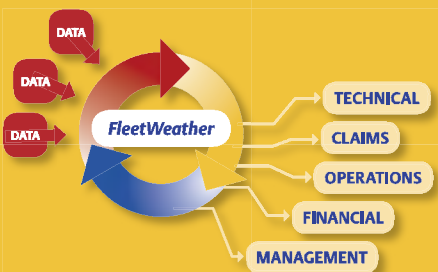 DATA
DATA
DATA
FleetWeather
TECHNICAL
CLAIMS
OPERATIONS
FINANCIAL
MANAGEMENT